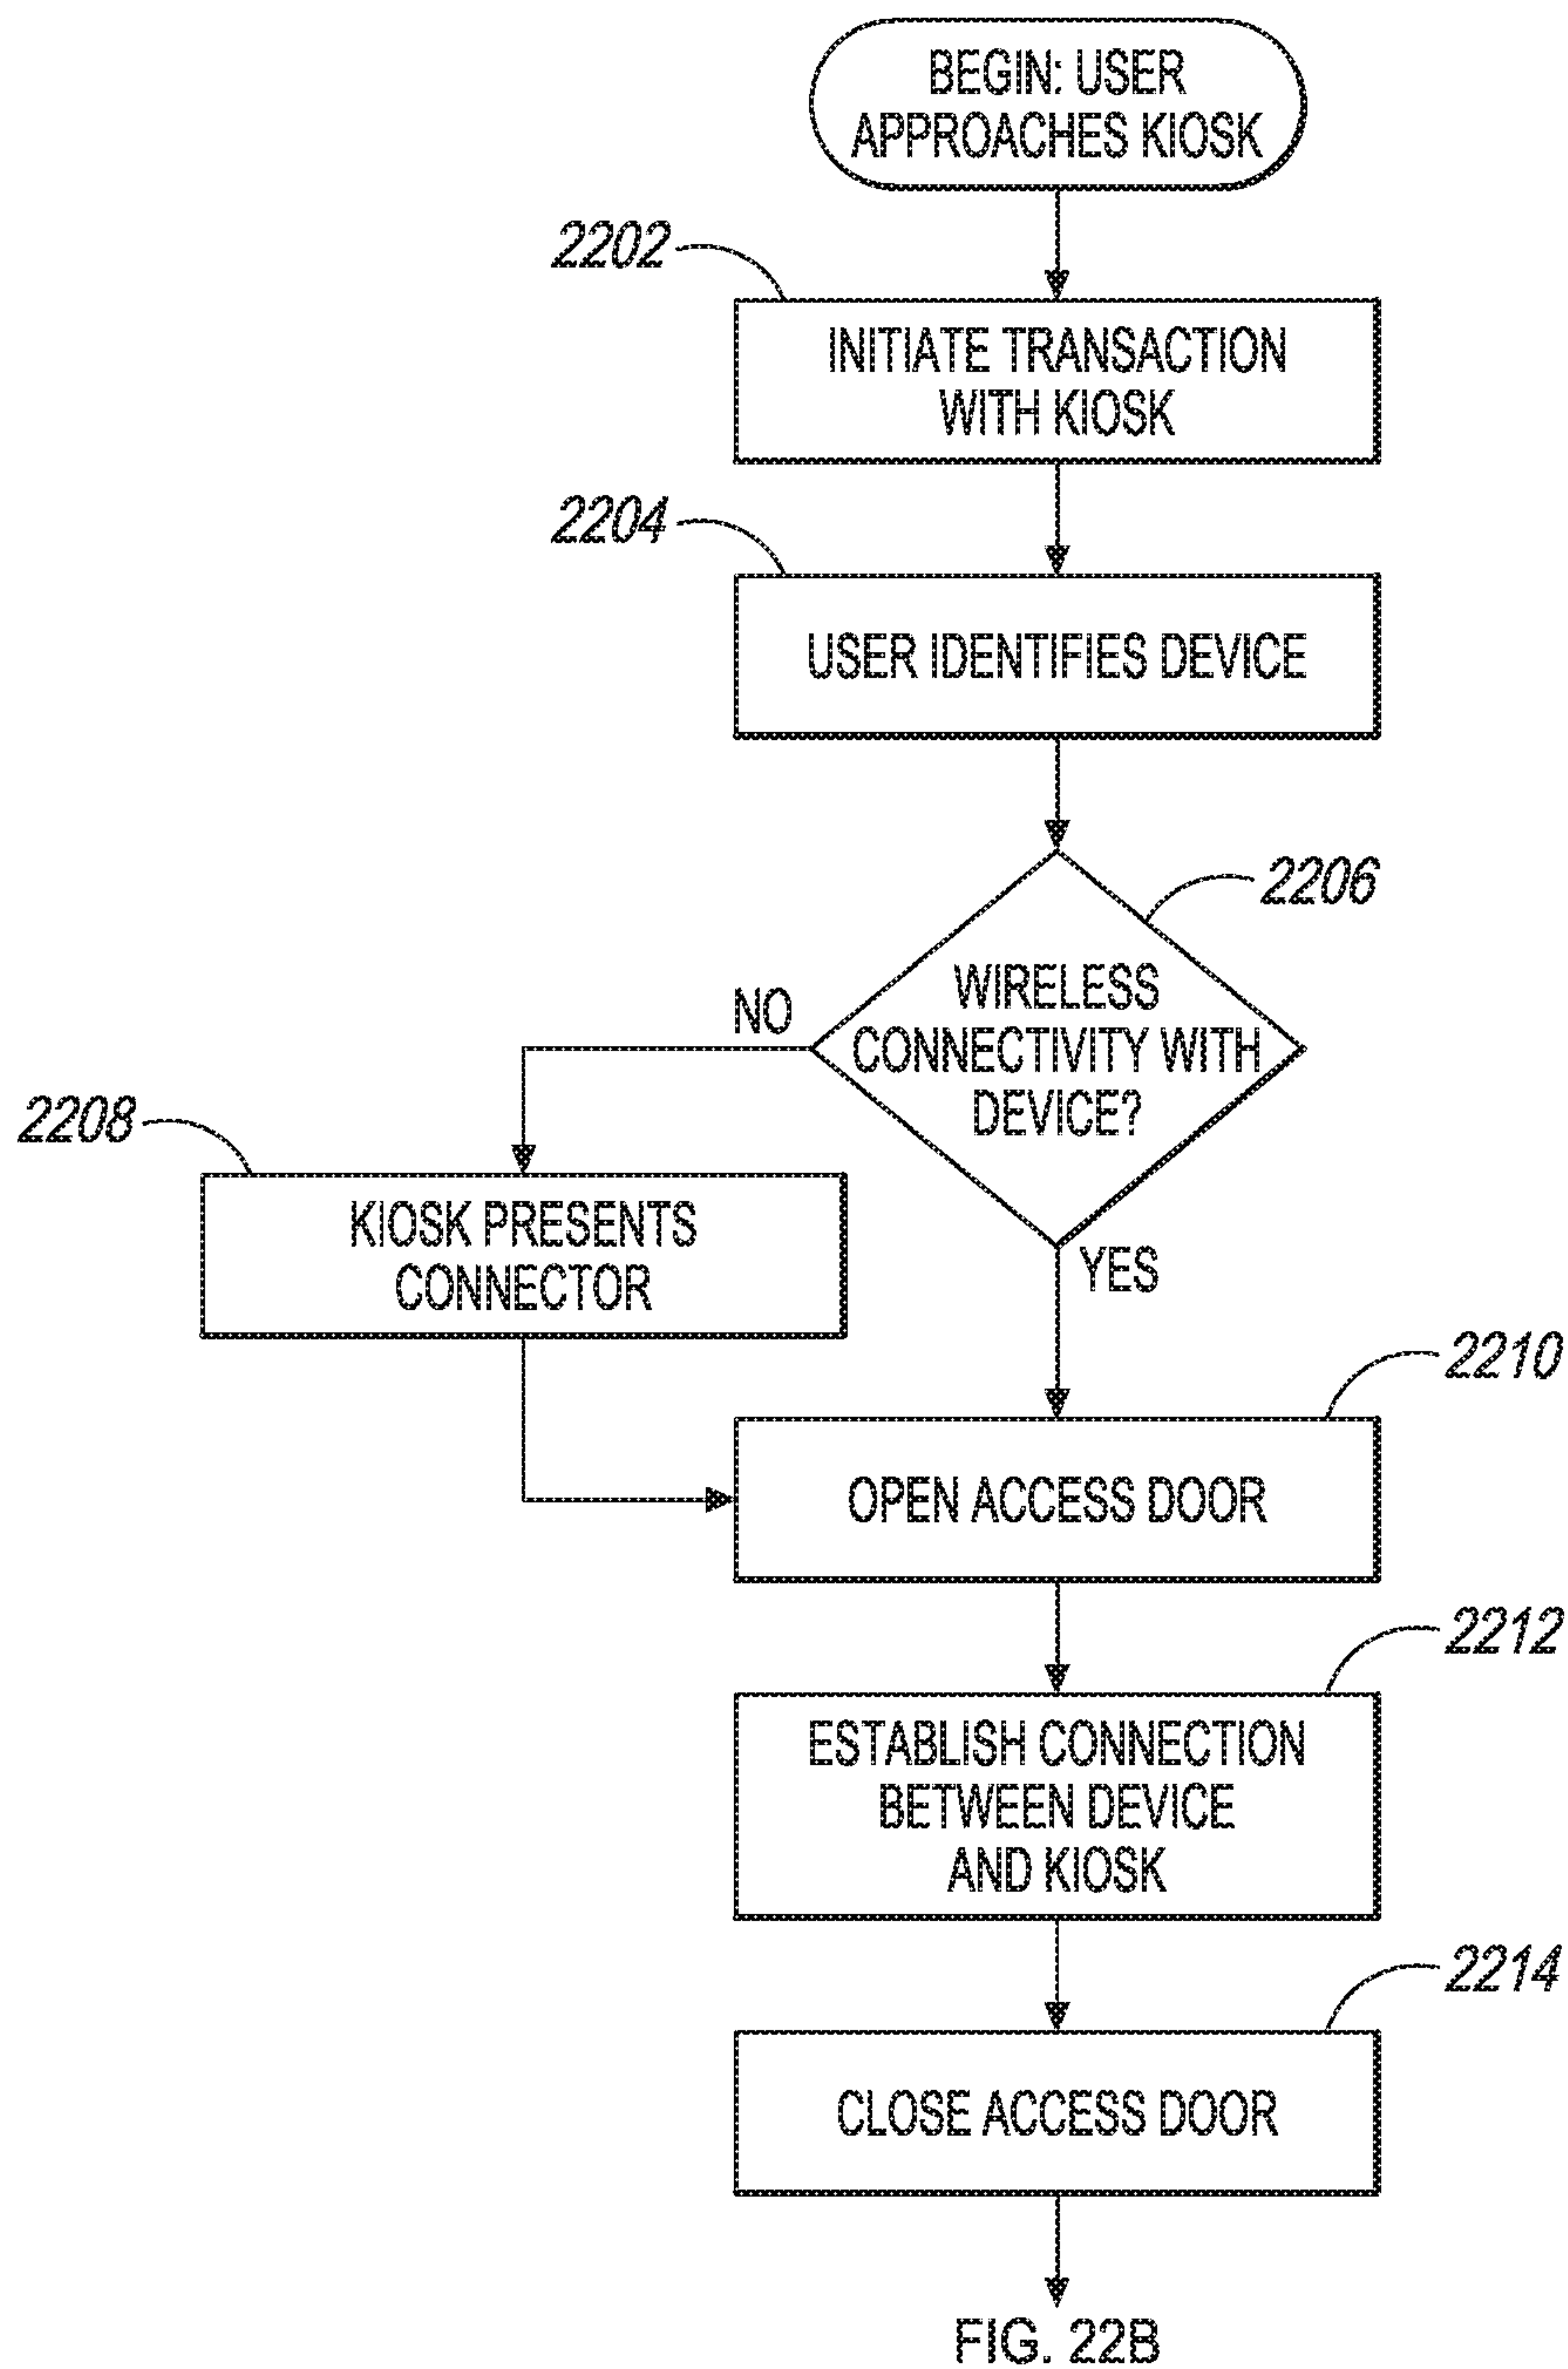 BEGIN: USER
APPROACHES KIOSK
2202
INITIATE TRANSACTION
WITH KIOSK
2204
USER IDENTIFIES DEVICE
2206
WIRELESS
CONNECTIVITY WITH
DEVICE?
NO
YES
2208
KIOSK PRESENTS
CONNECTOR
2210
OPEN ACCESS DOOR
2212
ESTABLISH CONNECTION
BETWEEN DEVICE
AND KIOSK
2214
CLOSE ACCESS DOOR
FIG. 22B